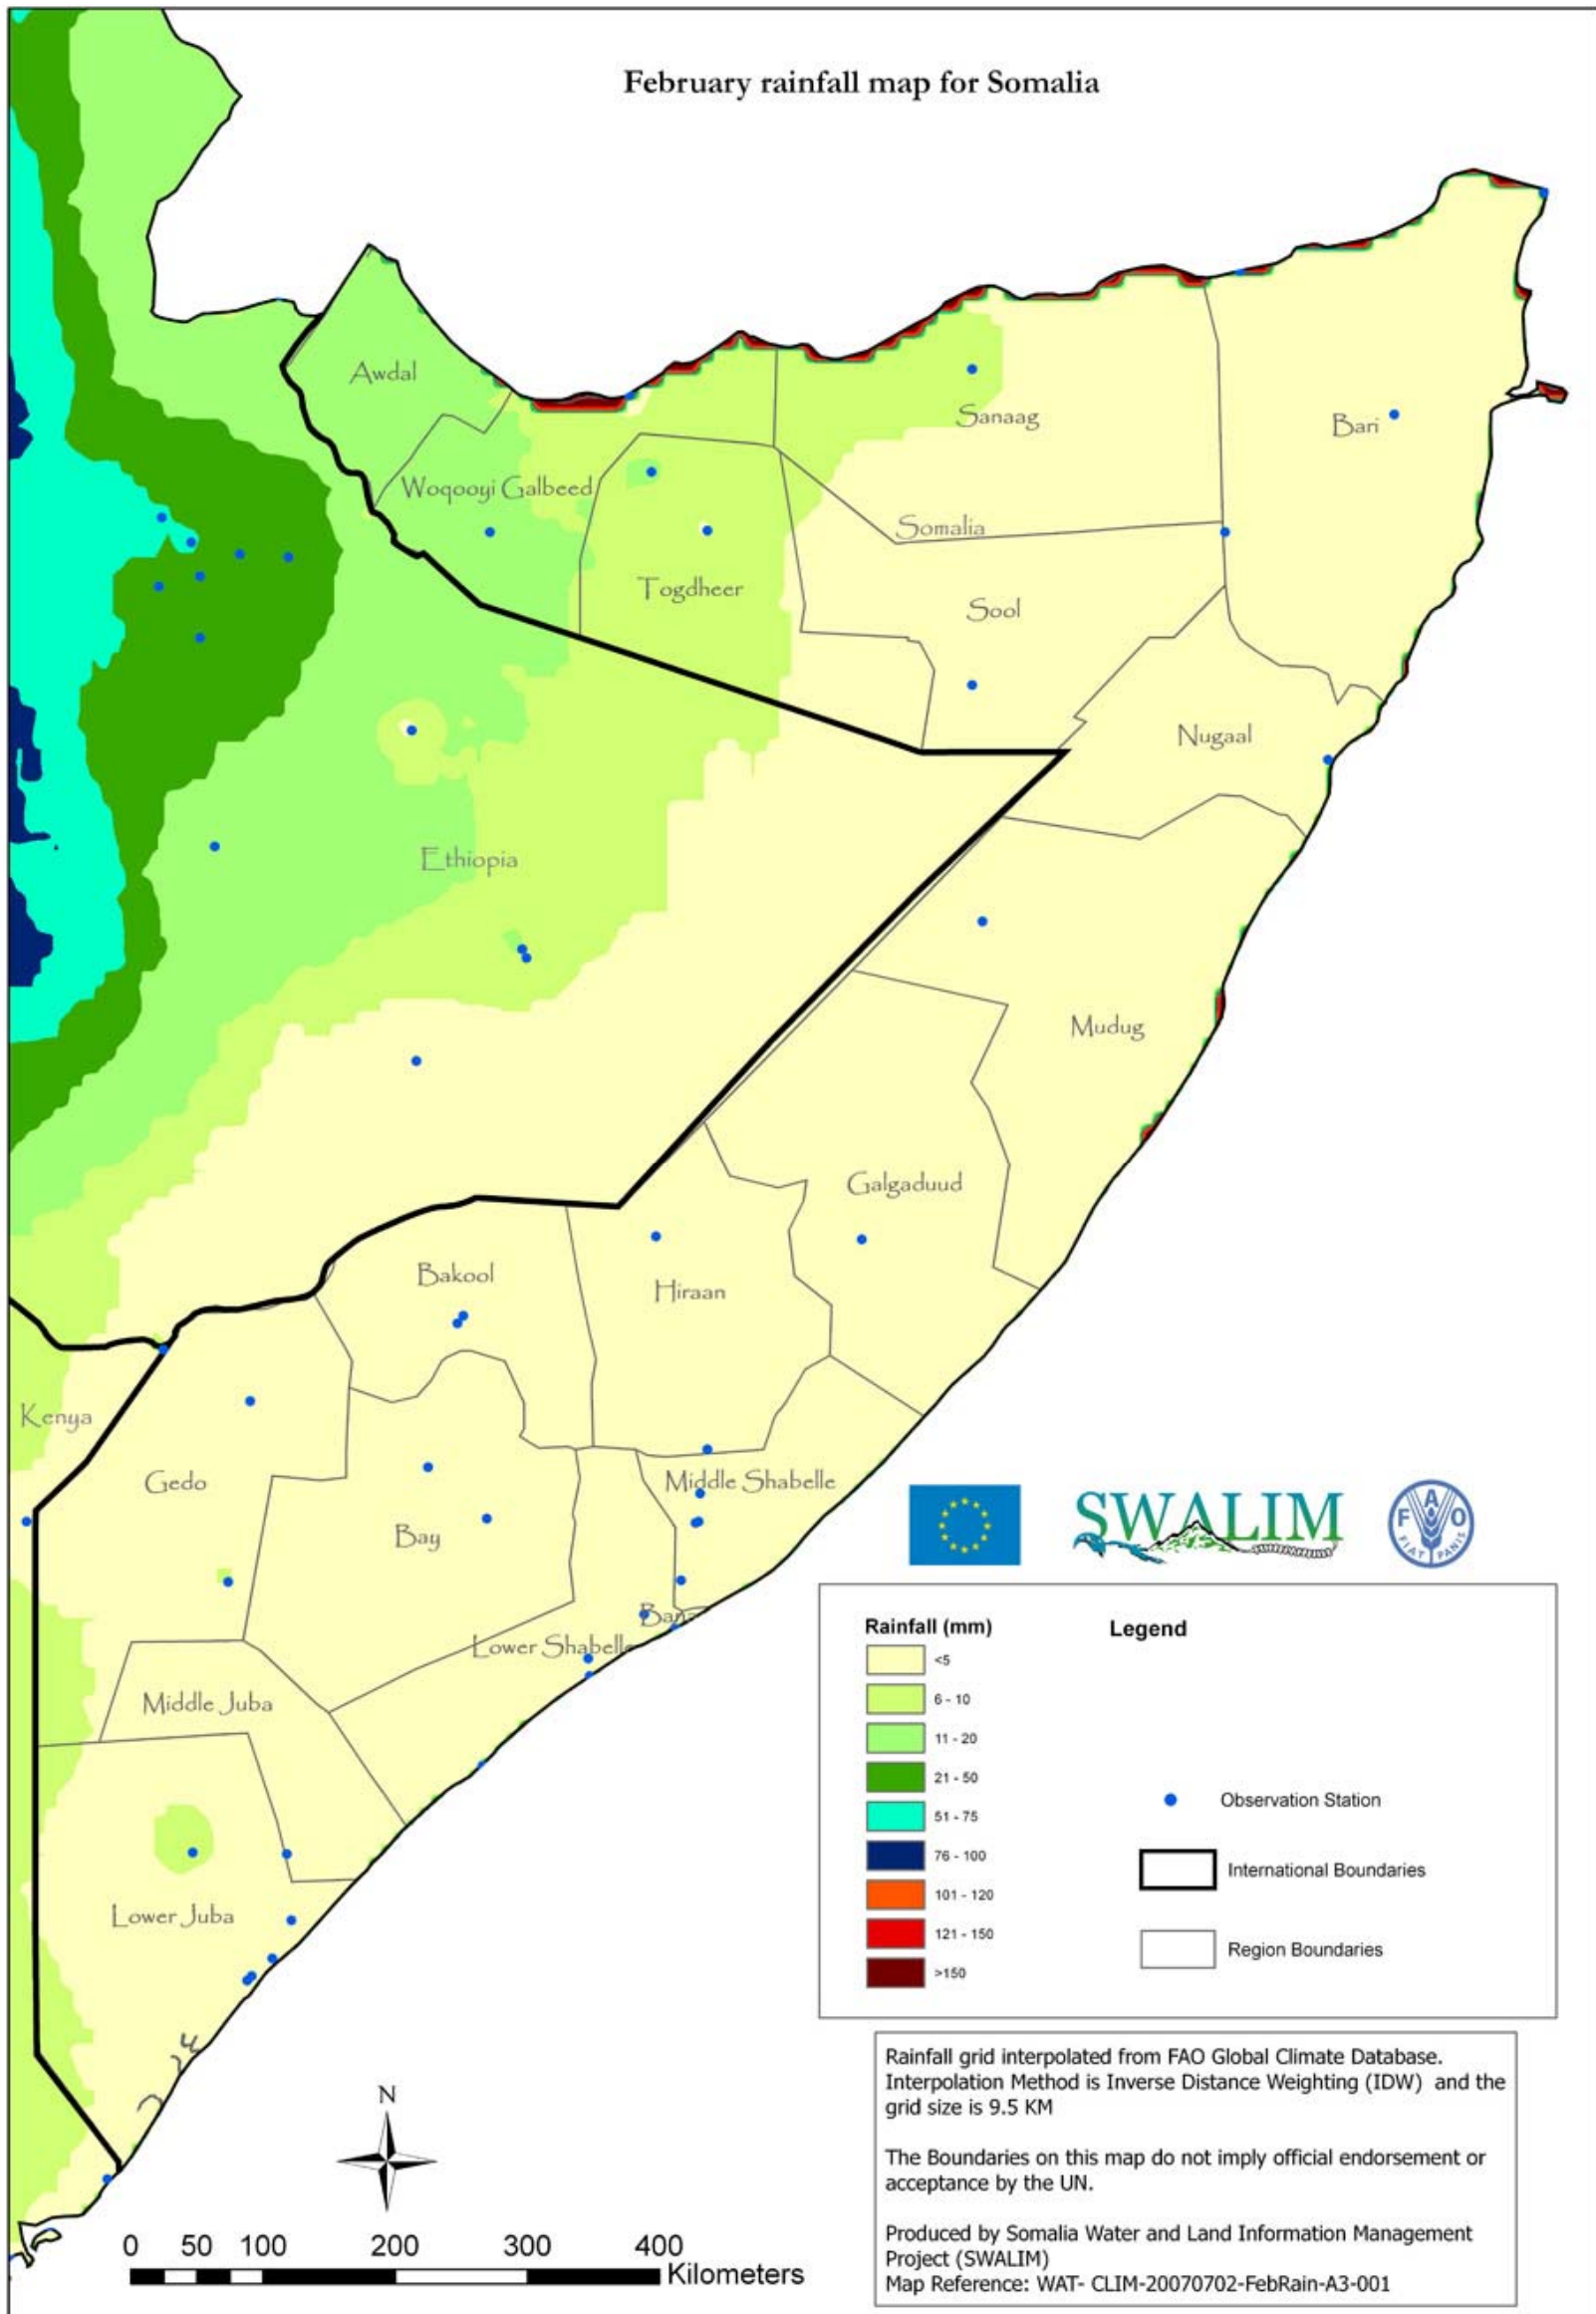 February rainfall map for Somalia
Awdal
Woqooyi Galbeed
Togdheer
Sanaag
Bari
Somalia
Sool
Nugaal
Ethiopia
Mudug
Galgaduud
Bakool
Hiraan
Kenya
Gedo
Bay
Middle Shabelle
Lower Shabelle
Middle Juba
Lower Juba
SWALIM
F A O
FIAT PANIS
Rainfall (mm)
Legend
<5
6 - 10
11 - 20
21 - 50
51 - 75
76 - 100
101 - 120
121 - 150
>150
Observation Station
International Boundaries
Region Boundaries
Rainfall grid interpolated from FAO Global Climate Database.
Interpolation Method is Inverse Distance Weighting (IDW) and the
grid size is 9.5 KM
The Boundaries on this map do not imply official endorsement or
acceptance by the UN.
Produced by Somalia Water and Land Information Management
Project (SWALIM)
Map Reference: WAT- CLIM-20070702-FebRain-A3-001
N
0 50 100 200 300 400
Kilometers